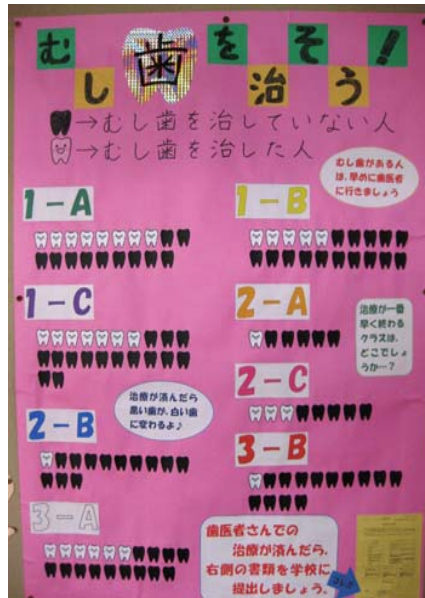 むし歯を治そう!
→むし歯を治していない人
→むし歯を治した人
むし歯がある人
は、早めに歯医者
に行きましょう
1-A
1-B
1-C
2-A
治療が一番
早く終わる
クラスは、
どこでしょ
うか…?
2-C
治療が済んだら
黒い歯が、白い歯
に変わるよ♪
2-B
3-B
3-A
歯医者さんでの
治療が済んだら、
右側の書類を学校に
提出しましょう。